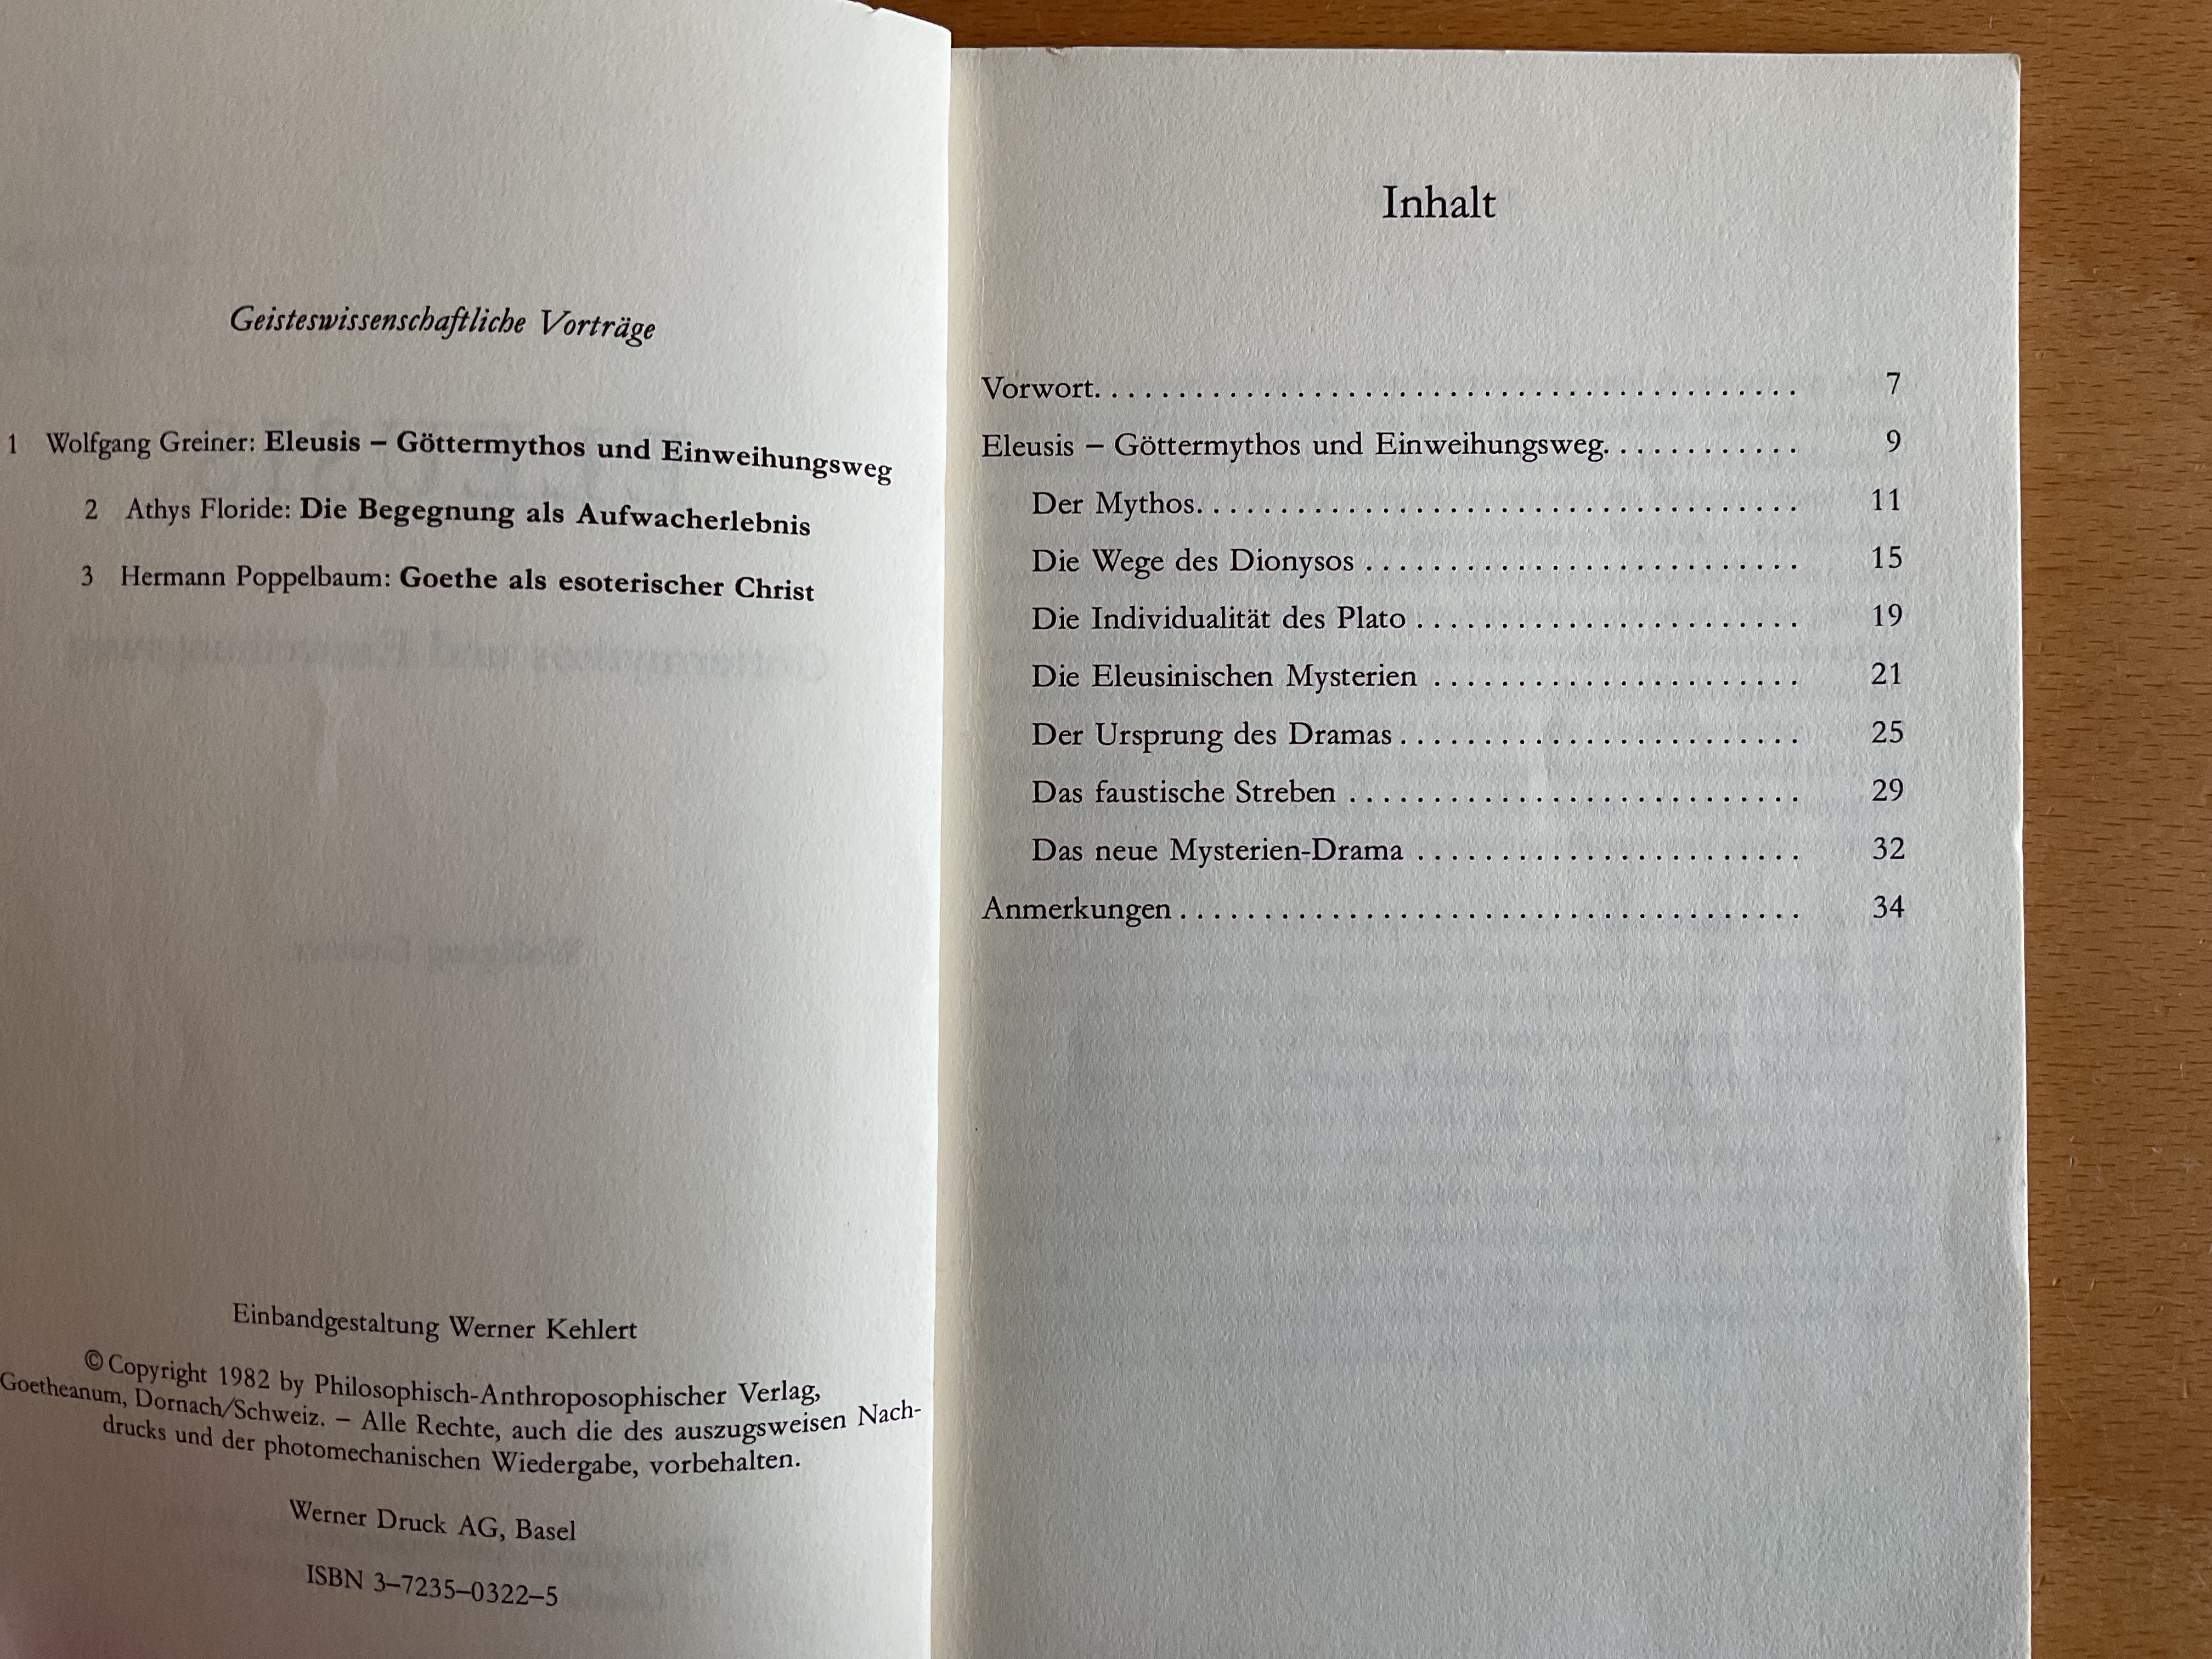 Geisteswissenschaftliche Vorträge
1 Wolfgang Greiner: Eleusis – Göttermythos und Einweihungsweg
2 Athys Floride: Die Begegnung als Aufwacherlebnis
3 Hermann Poppelbaum: Goethe als esoterischer Christ
Einbandgestaltung Werner Kehlert
© Copyright 1982 by Philosophisch-Anthroposophischer Verlag,
Goetheanum, Dornach/Schweiz. – Alle Rechte, auch die des auszugsweisen Nach-
drucks und der photomechanischen Wiedergabe, vorbehalten.
Werner Druck AG, Basel
ISBN 3–7235–0322–5
Inhalt
Vorwort. . . . . . . . . . . . . . . . . . . . . . . . . . . . . . . . . . . . . . . . . . 7
Eleusis – Göttermythos und Einweihungsweg. . . . . . . . . . . . 9
Der Mythos. . . . . . . . . . . . . . . . . . . . . . . . . . . . . . . . . . . . 11
Die Wege des Dionysos . . . . . . . . . . . . . . . . . . . . . . . . . . 15
Die Individualität des Plato . . . . . . . . . . . . . . . . . . . . . . . 19
Die Eleusinischen Mysterien . . . . . . . . . . . . . . . . . . . . . . 21
Der Ursprung des Dramas . . . . . . . . . . . . . . . . . . . . . . . . 25
Das faustische Streben . . . . . . . . . . . . . . . . . . . . . . . . . . . 29
Das neue Mysterien-Drama . . . . . . . . . . . . . . . . . . . . . . . 32
Anmerkungen . . . . . . . . . . . . . . . . . . . . . . . . . . . . . . . . . . . . . 34